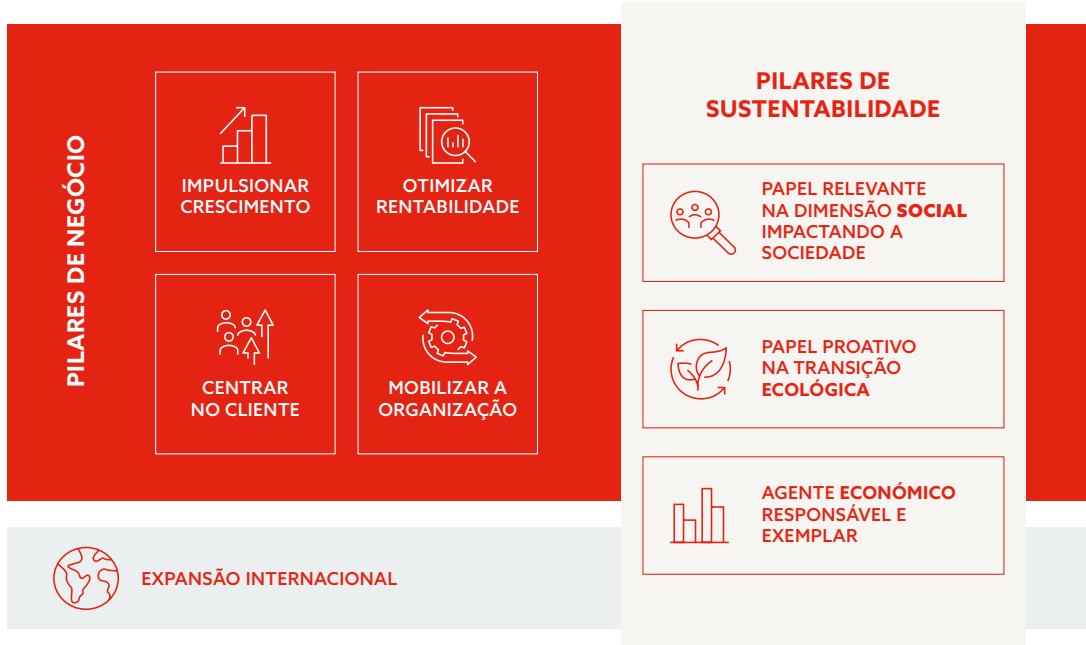 PILARES DE NEGÓCIO
IMPULSIONAR
CRESCIMENTO
OTIMIZAR
RENTABILIDADE
CENTRAR
NO CLIENTE
MOBILIZAR A
ORGANIZAÇÃO
PILARES DE
SUSTENTABILIDADE
PAPEL RELEVANTE
NA DIMENSÃO SOCIAL
IMPACTANDO A
SOCIEDADE
PAPEL PROATIVO
NA TRANSIÇÃO
ECOLÓGICA
AGENTE ECONÓMICO
RESPONSÁVEL E
EXEMPLAR
EXPANSÃO INTERNACIONAL